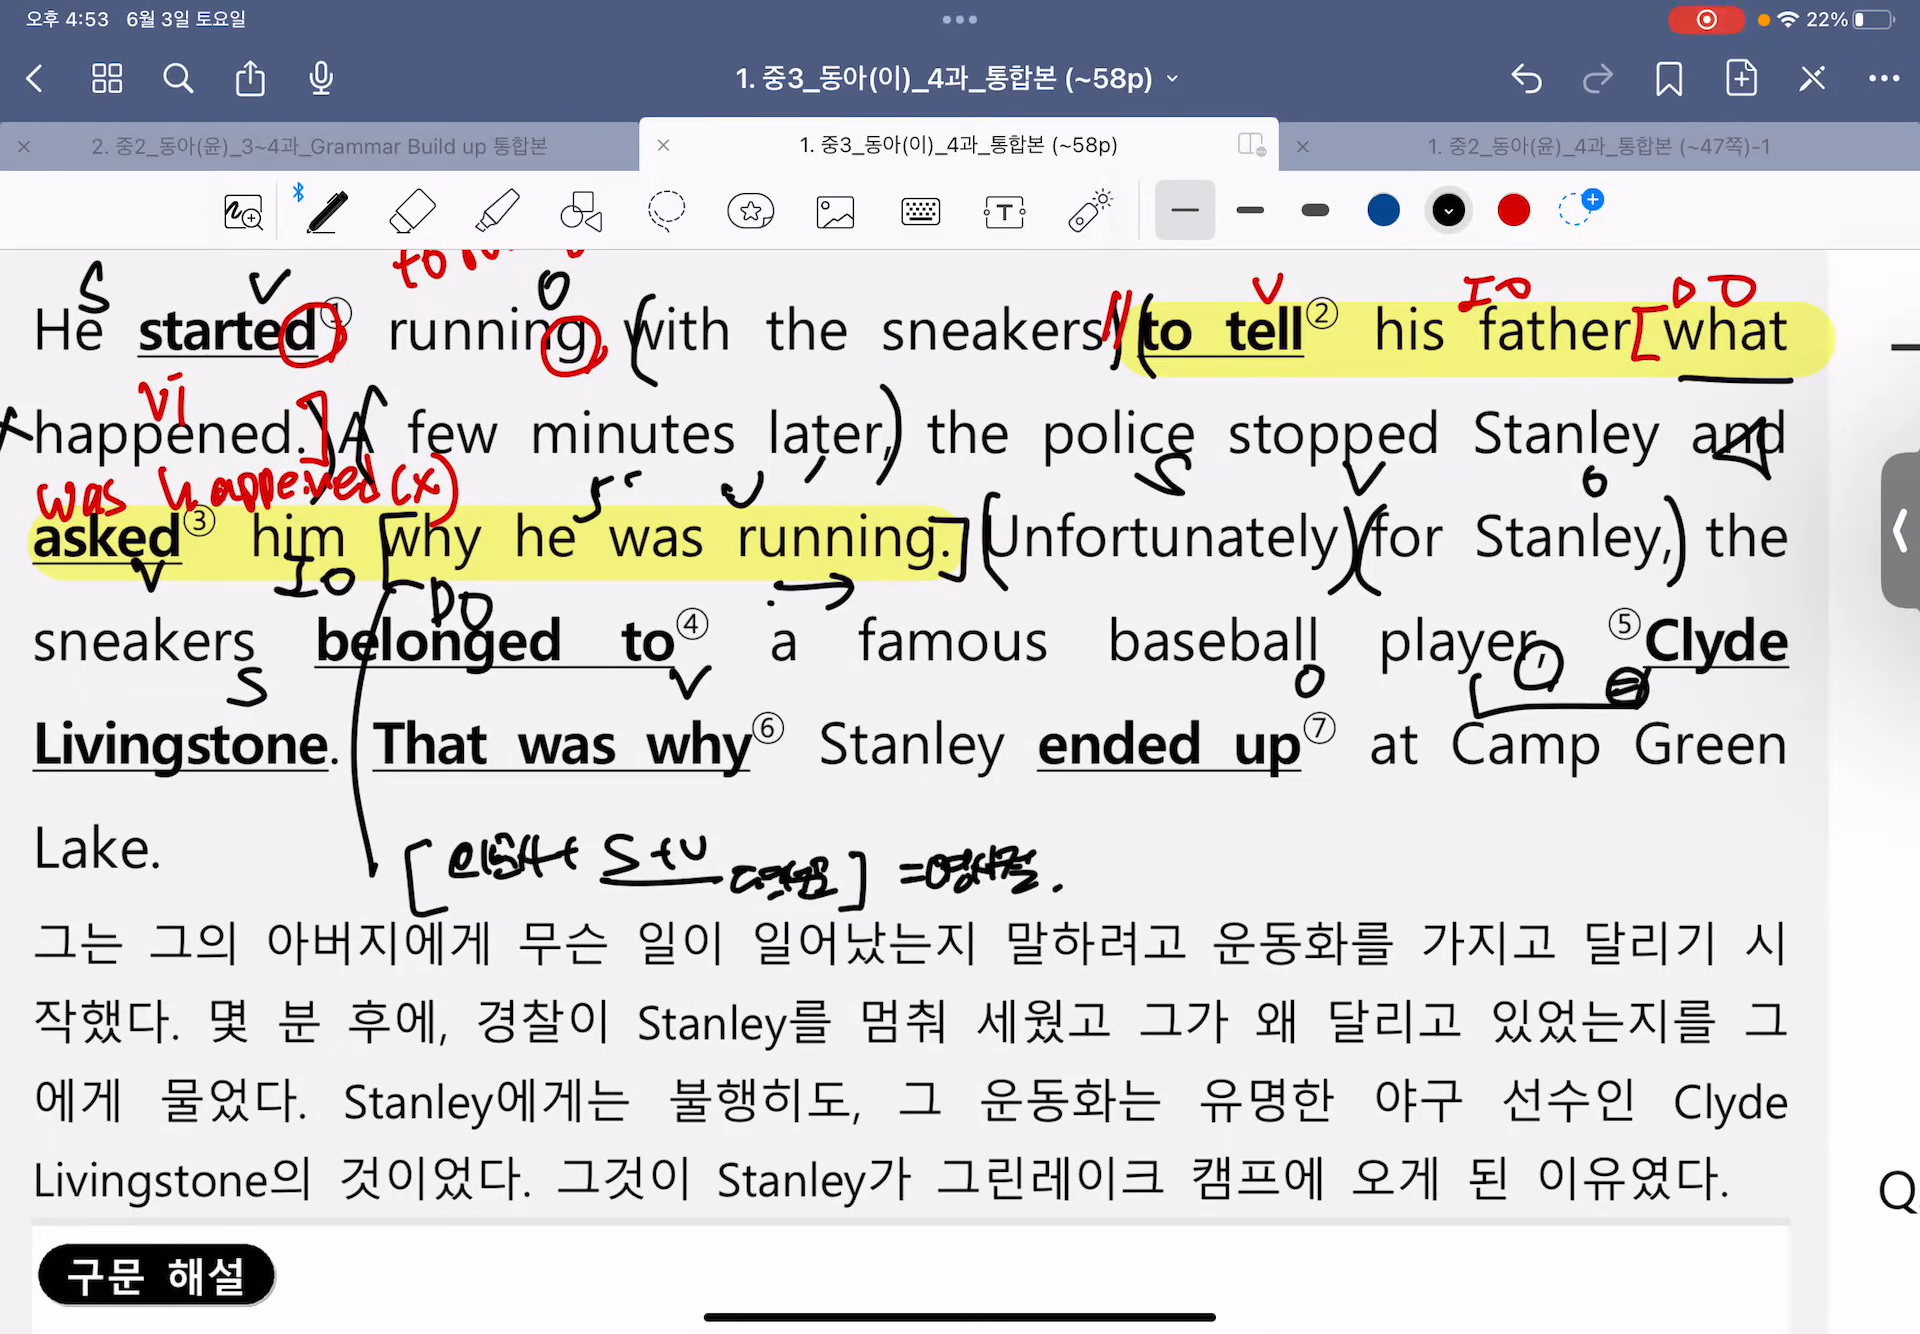 오후 4:53 6월 3일 토요일
22%
1. 중3_동아(이)_4과_통합본 (~58p)
2. 중2_동아(윤)_3~4과_Grammar Build up 통합본
1. 중3_동아(이)_4과_통합본 (~58p)
1. 중2_동아(윤)_4과_통합본 (~47쪽)-1
S V O V IO DO
He started① running (with the sneakers) (to tell② his father [what
vi
happened.]) (A few minutes later,) the police stopped Stanley and
was happened (x) S V O
asked③ him [why he was running.] (Unfortunately)(for Stanley,) the
V IO DO
sneakers belonged to④ a famous baseball player, ⑤Clyde
S V O
Livingstone. That was why⑥ Stanley ended up⑦ at Camp Green
Lake.
[의문사+ S+V] =명사절.
그는 그의 아버지에게 무슨 일이 일어났는지 말하려고 운동화를 가지고 달리기 시
작했다. 몇 분 후에, 경찰이 Stanley를 멈춰 세웠고 그가 왜 달리고 있었는지를 그
에게 물었다. Stanley에게는 불행히도, 그 운동화는 유명한 야구 선수인 Clyde
Livingstone의 것이었다. 그것이 Stanley가 그린레이크 캠프에 오게 된 이유였다.
구문 해설
Q